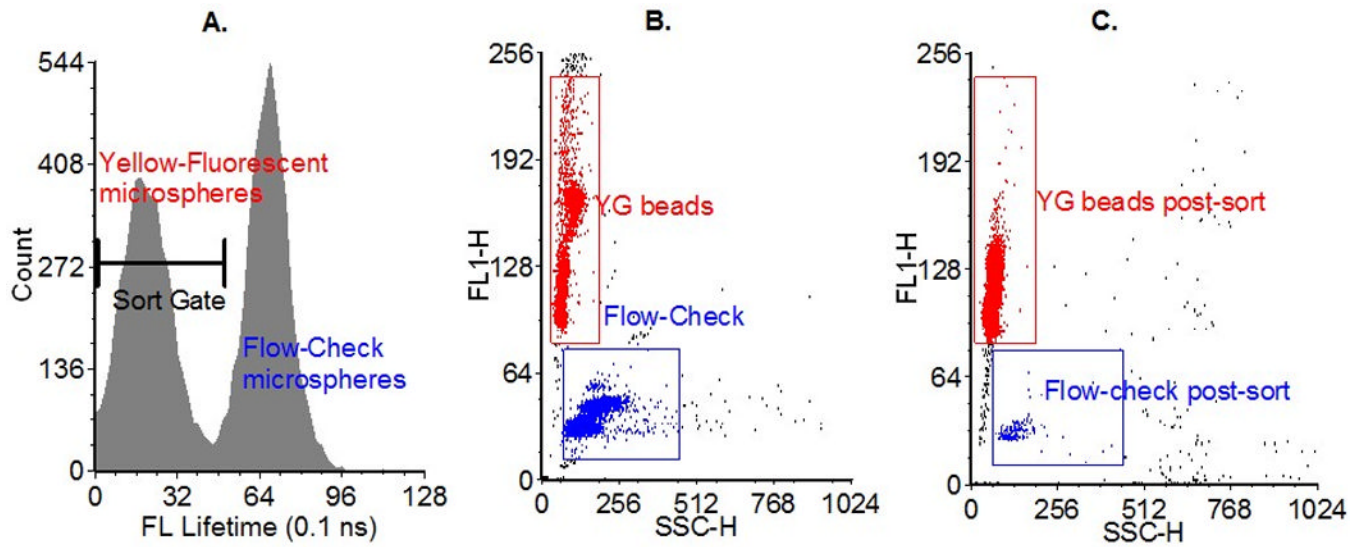 A.
544
408
272
136
0
Count
Yellow-Fluorescent
microspheres
Sort Gate
Flow-Check
microspheres
0 32 64 96 128
FL Lifetime (0.1 ns)
B.
256
192
128
64
0
FL1-H
YG beads
Flow-Check
0 256 512 768 1024
SSC-H
C.
256
192
128
64
0
FL1-H
YG beads post-sort
Flow-check post-sort
0 256 512 768 1024
SSC-H